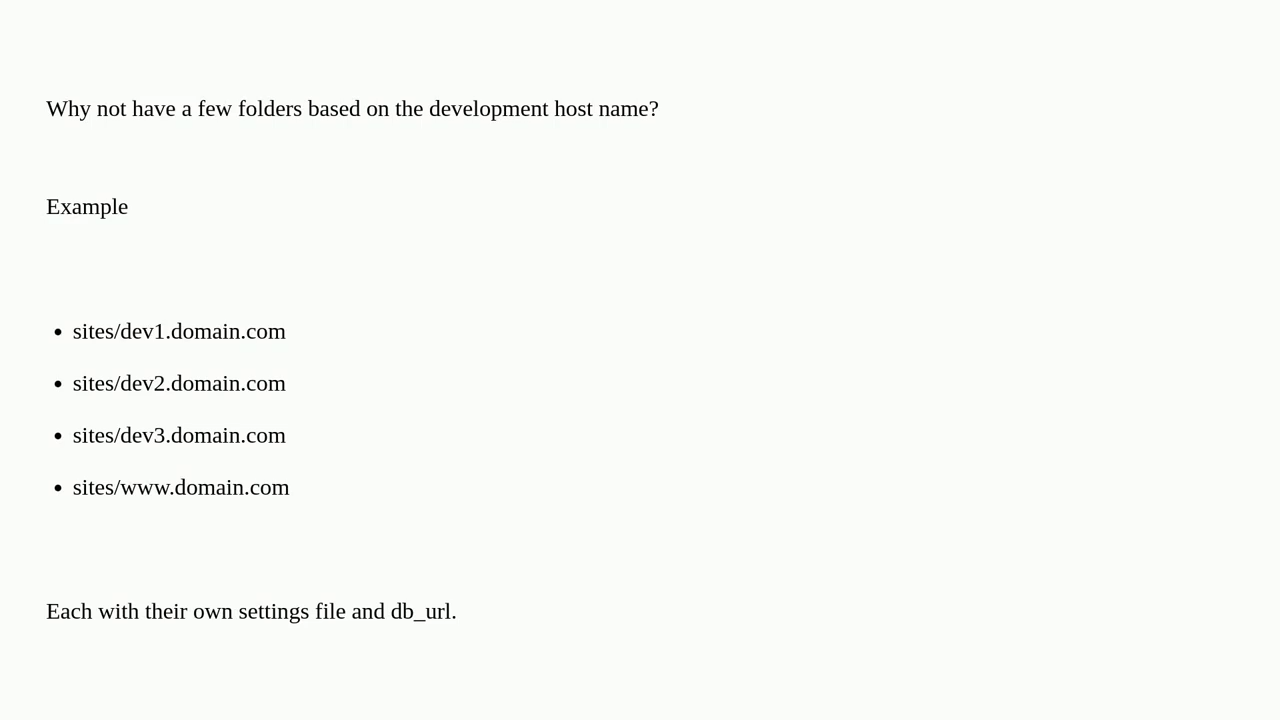 Why not have a few folders based on the development host name?
Example
• sites/dev1.domain.com
• sites/dev2.domain.com
• sites/dev3.domain.com
• sites/www.domain.com
Each with their own settings file and db_url.